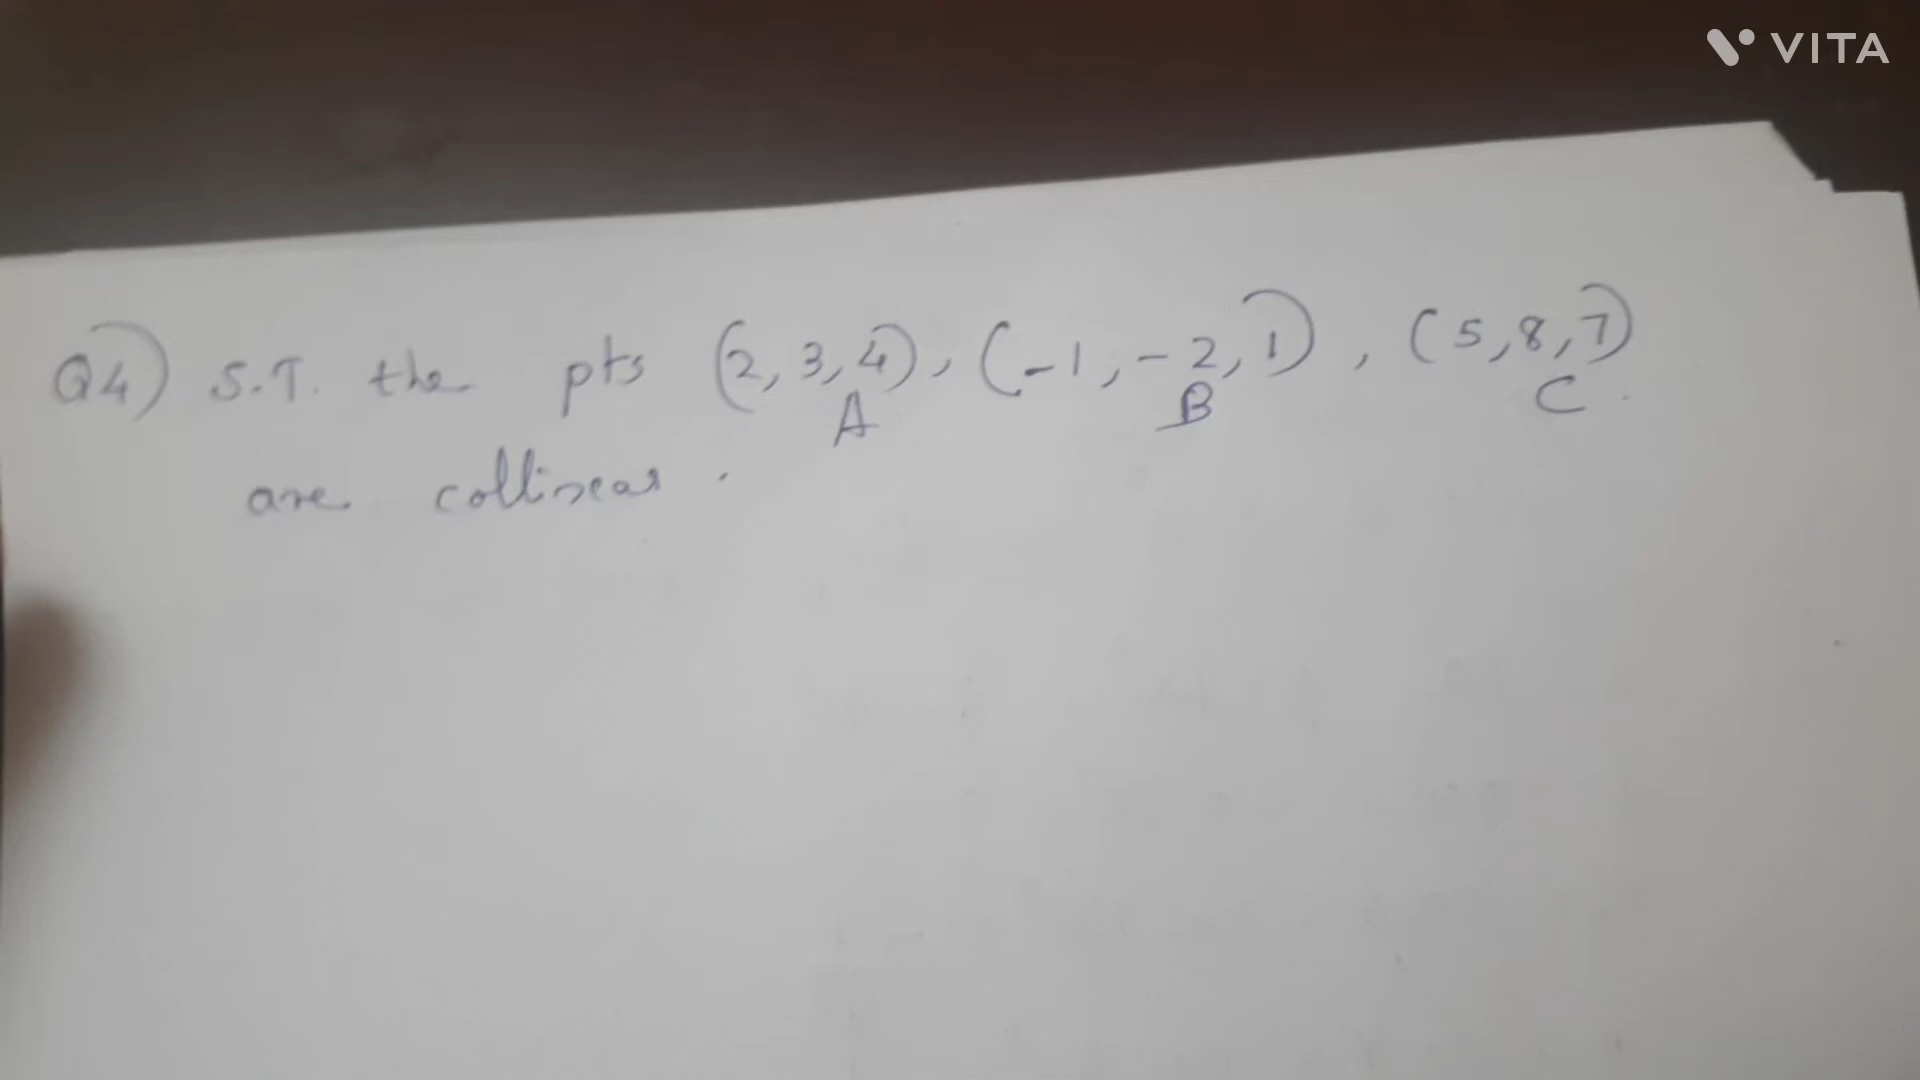 VITA
Q4) S.T. the pts (2, 3, 4), (-1, -2, 1), (5, 8, 7)
A B C.
are collinear.